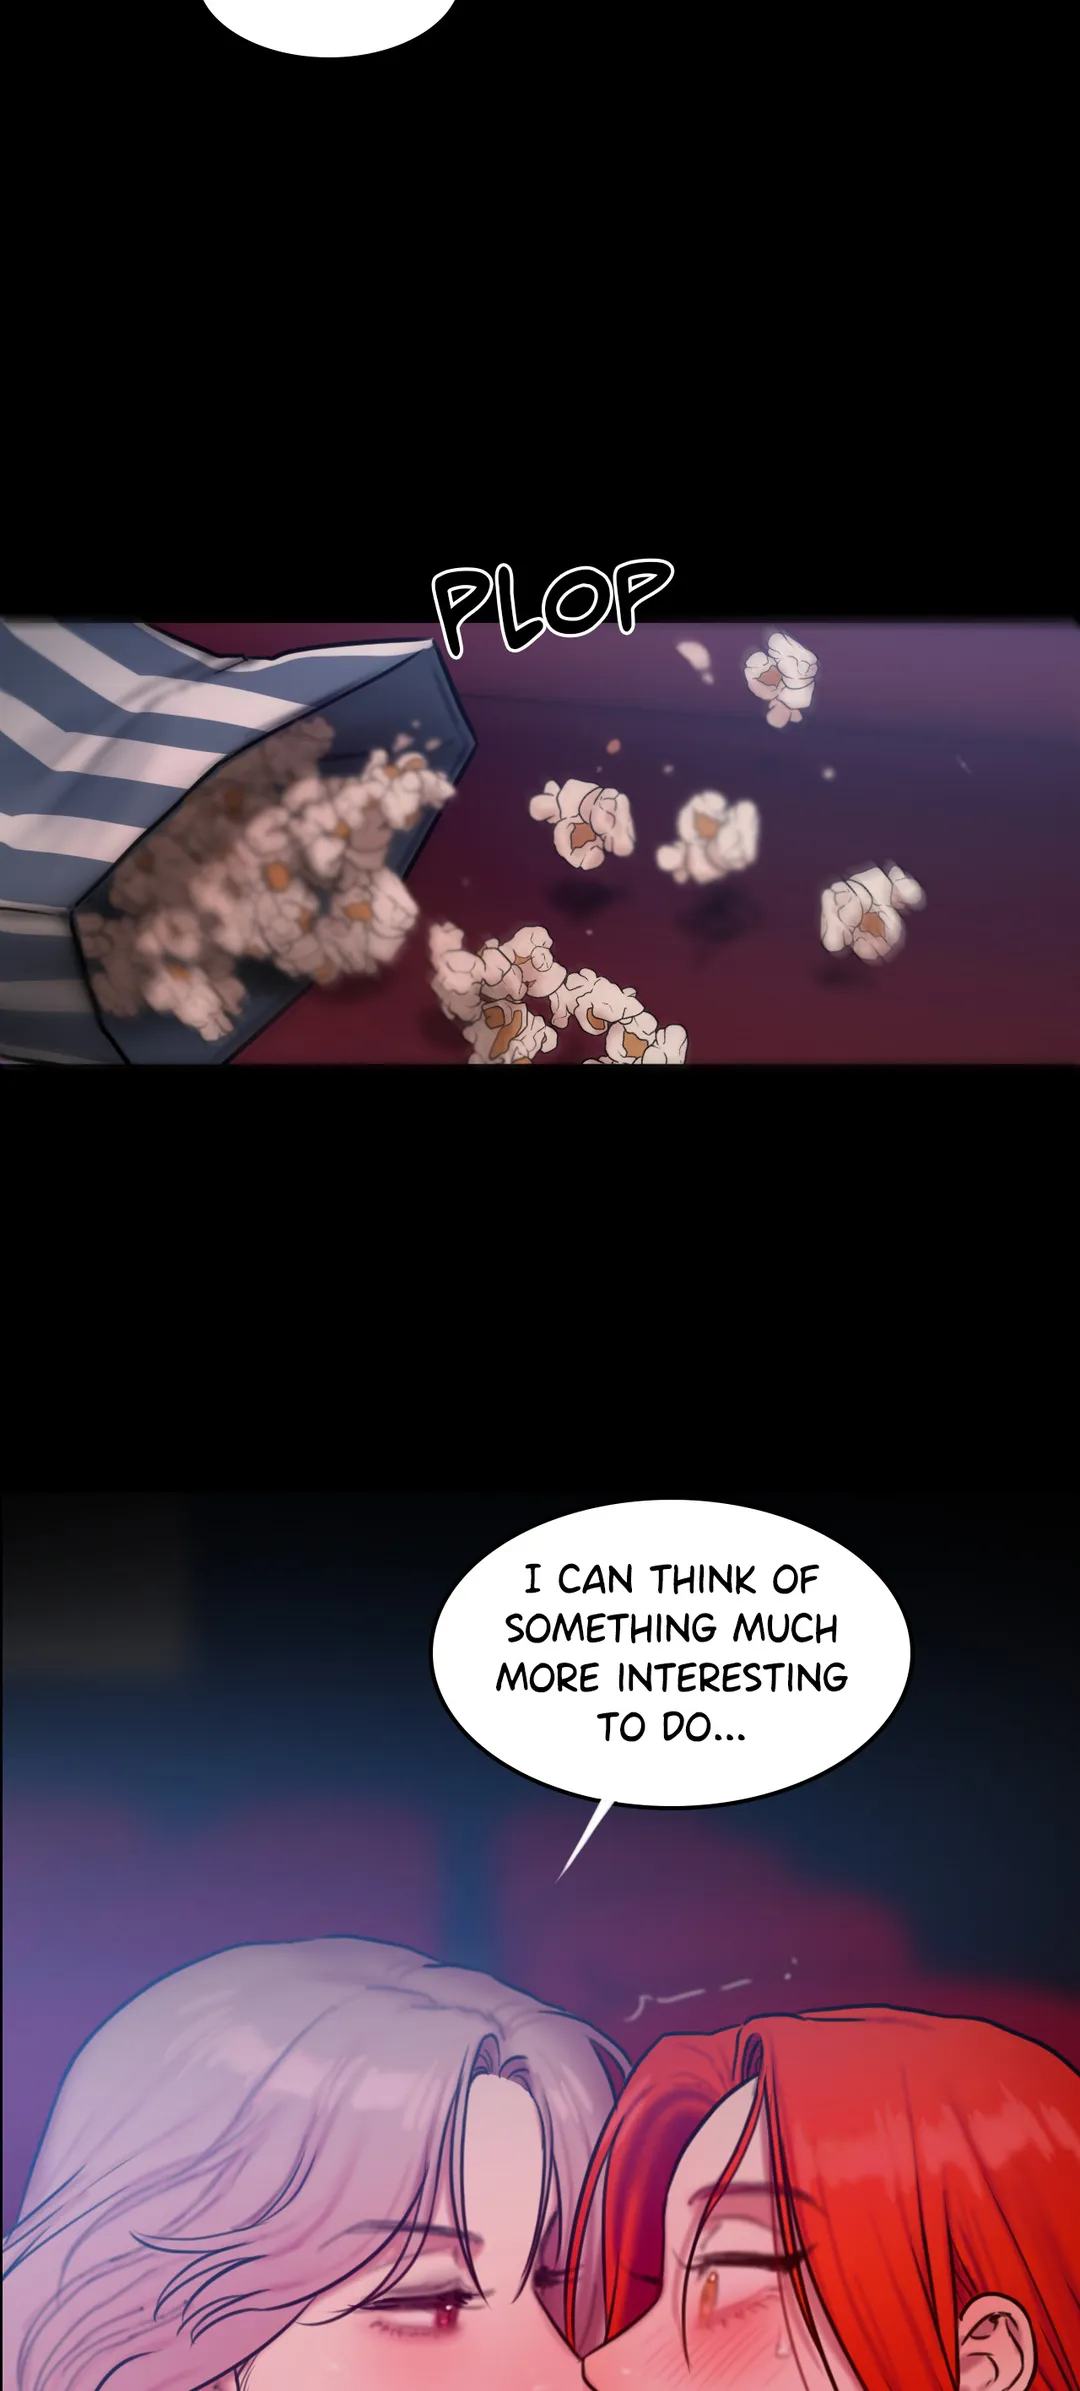 PLOP
I CAN THINK OF
SOMETHING MUCH
MORE INTERESTING
TO DO...